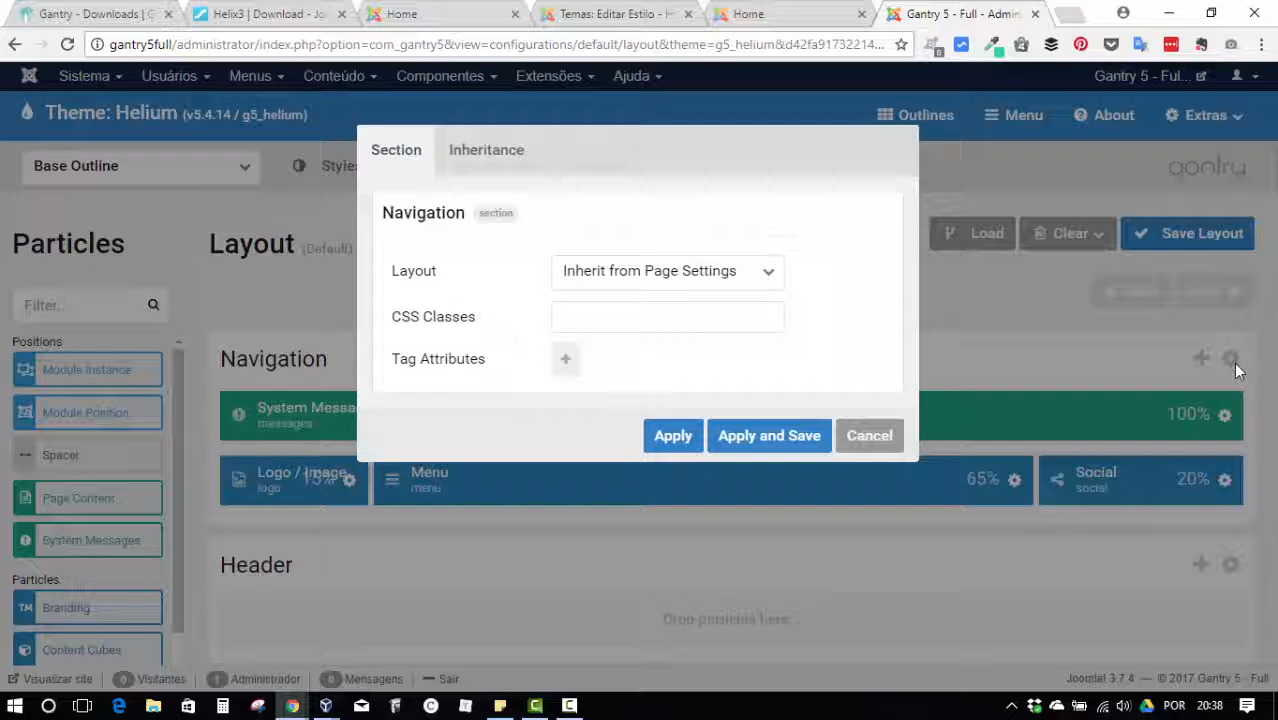 Gantry - Downloads | G
Helix3 | Download - Jo
Home
Temas: Editar Estilo - H
Home
Gantry 5 - Full - Admin
gantry5full/administrator/index.php?option=com_gantry5&view=configurations/default/layout&theme=g5_helium&d42fa91732214...
Sistema
Usuários
Menus
Conteúdo
Componentes
Extensões
Ajuda
Gantry 5 - Ful...
Theme: Helium (v5.4.14 / g5_helium)
Outlines
Menu
About
Extras
Base Outline
Styles
gantry
Section
Inheritance
Particles
Layout (Default)
Load
Clear
Save Layout
Navigation section
Layout
Inherit from Page Settings
CSS Classes
Tag Attributes
Apply
Apply and Save
Cancel
Filter...
Positions
Module Instance
Module Position
Spacer
Page Content...
System Messages
Particles
TM Branding
Content Cubes
Navigation
System Messa
messages
100%
Logo / Image
logo
15%
Menu
menu
65%
Social
social
20%
Header
Drop particles here...
Visualizar site
0 Visitantes
1 Administrador
0 Mensagens
Sair
Joomla! 3.7.4 — © 2017 Gantry 5 - Full
POR
20:38